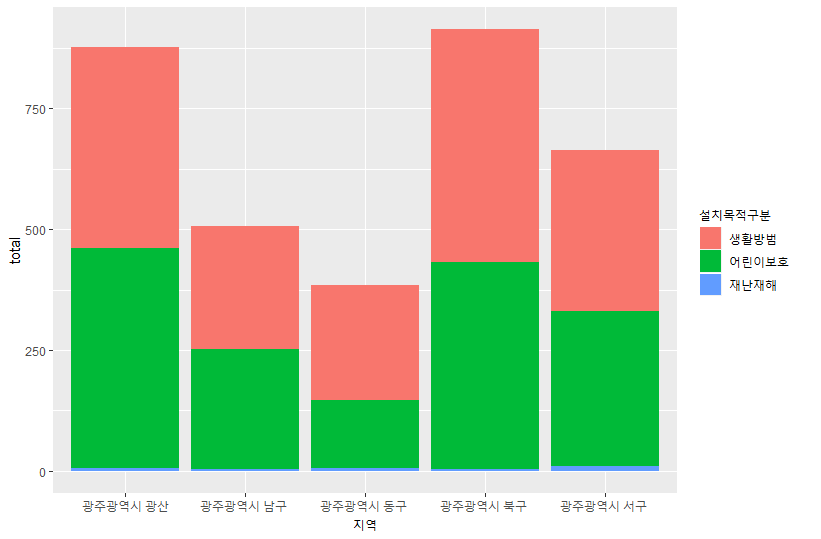 750
500
250
0
total
광주광역시 광산
광주광역시 남구
광주광역시 동구
광주광역시 북구
광주광역시 서구
지역
설치목적구분
생활방범
어린이보호
재난재해